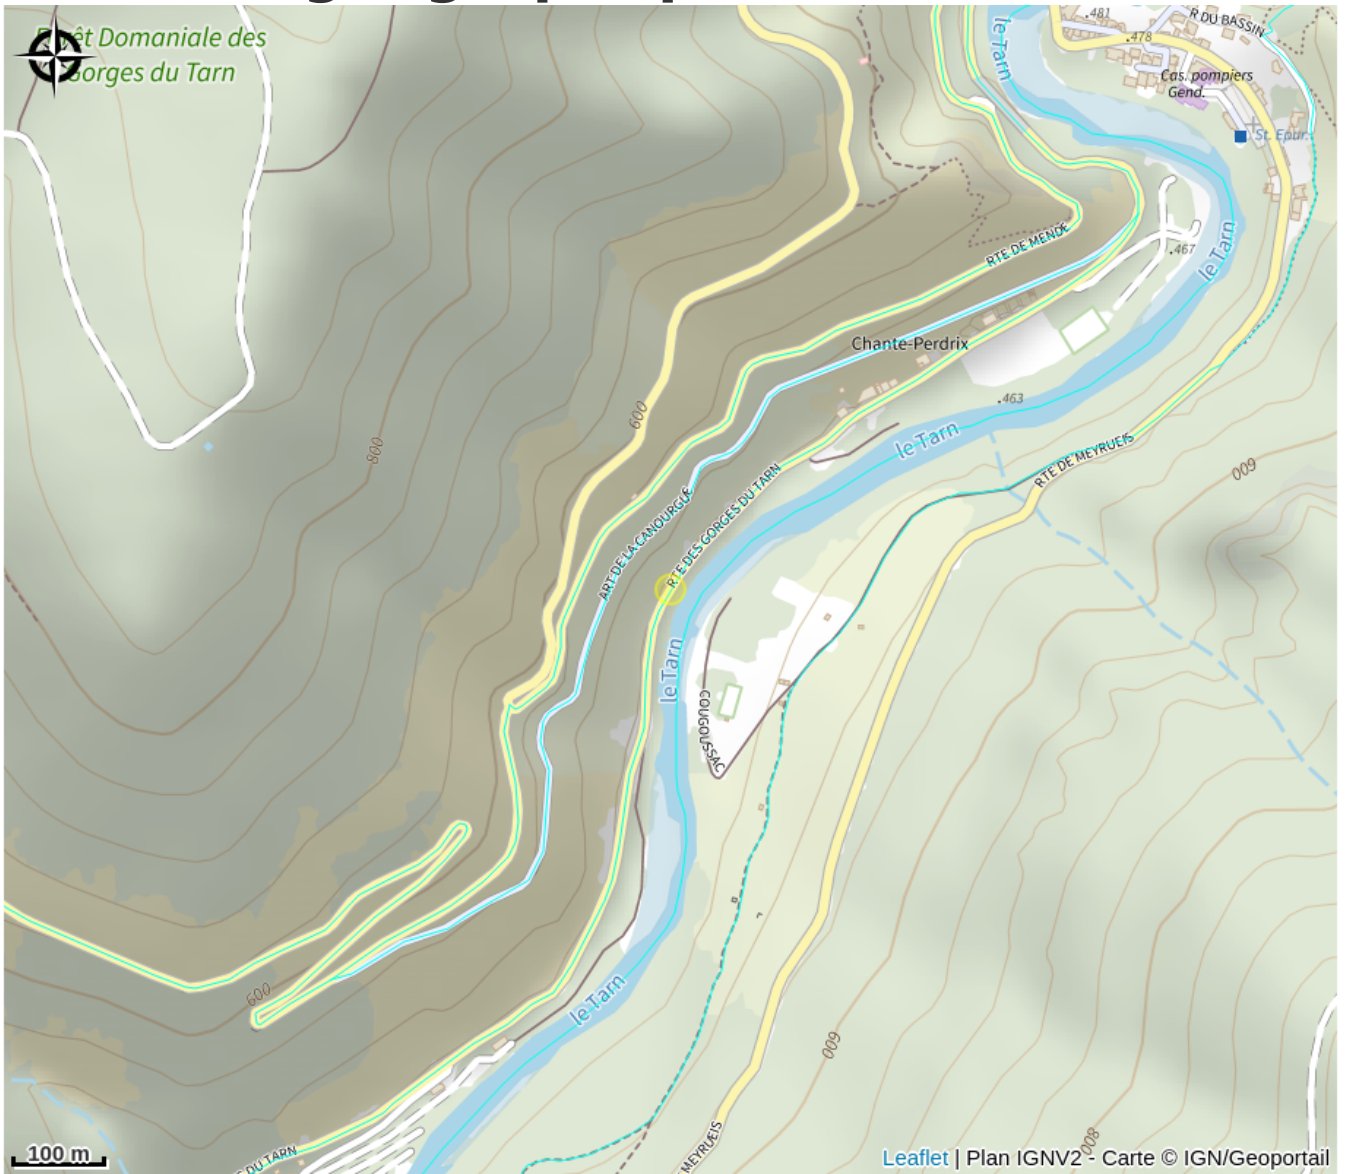 le Tarn
.481
R DU BASSIN
.478
Cas. pompiers
Gend.
St. Epur.
êt Domaniale des
Gorges du Tarn
le Tarn
.467
RTE DE MENDE
Chante-Perdrix
.463
600
800
le Tarn
RTE DE MEYRUEIS
600
ART DE LA CANOURGUE
RTE DES GORGES DU TARN
le Tarn
COUGOUSSAC
600
le Tarn
600
800
100 m
S DU TARN
MEYRUEIS
Leaflet | Plan IGNV2 - Carte © IGN/Geoportail